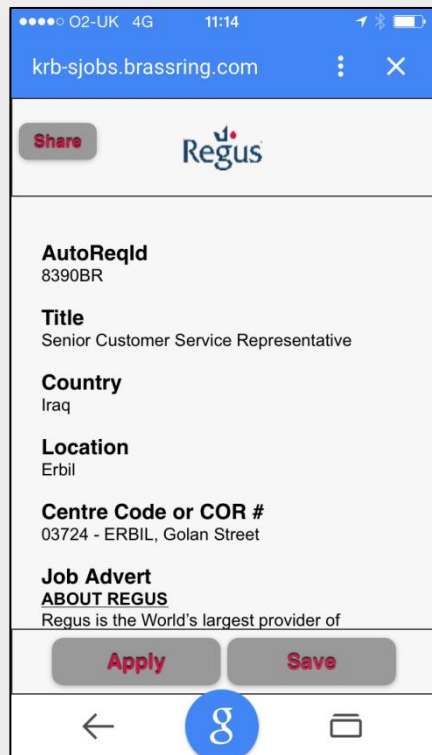 O2-UK 4G 11:14
krb-sjobs.brassring.com
Share
Regus
AutoReqId
8390BR
Title
Senior Customer Service Representative
Country
Iraq
Location
Erbil
Centre Code or COR #
03724 - ERBIL, Golan Street
Job Advert
ABOUT REGUS
Regus is the World's largest provider of
Apply Save
g